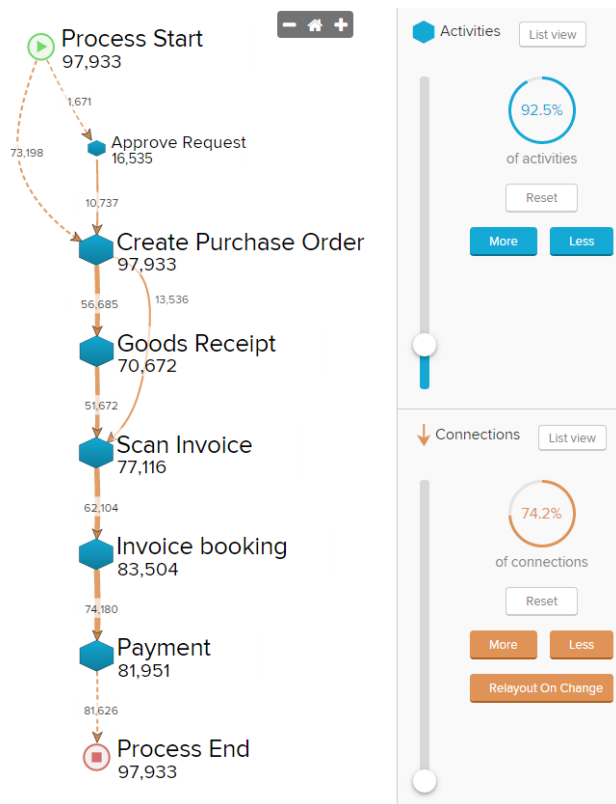 Process Start
97,933
1,671
73,198
Approve Request
16,535
10,737
Create Purchase Order
97,933
56,685
13,536
Goods Receipt
70,672
51,672
Scan Invoice
77,116
62,104
Invoice booking
83,504
74,180
Payment
81,951
81,626
Process End
97,933
Activities
List view
92.5%
of activities
Reset
More
Less
Connections
List view
74.2%
of connections
Reset
More
Less
Relayout On Change